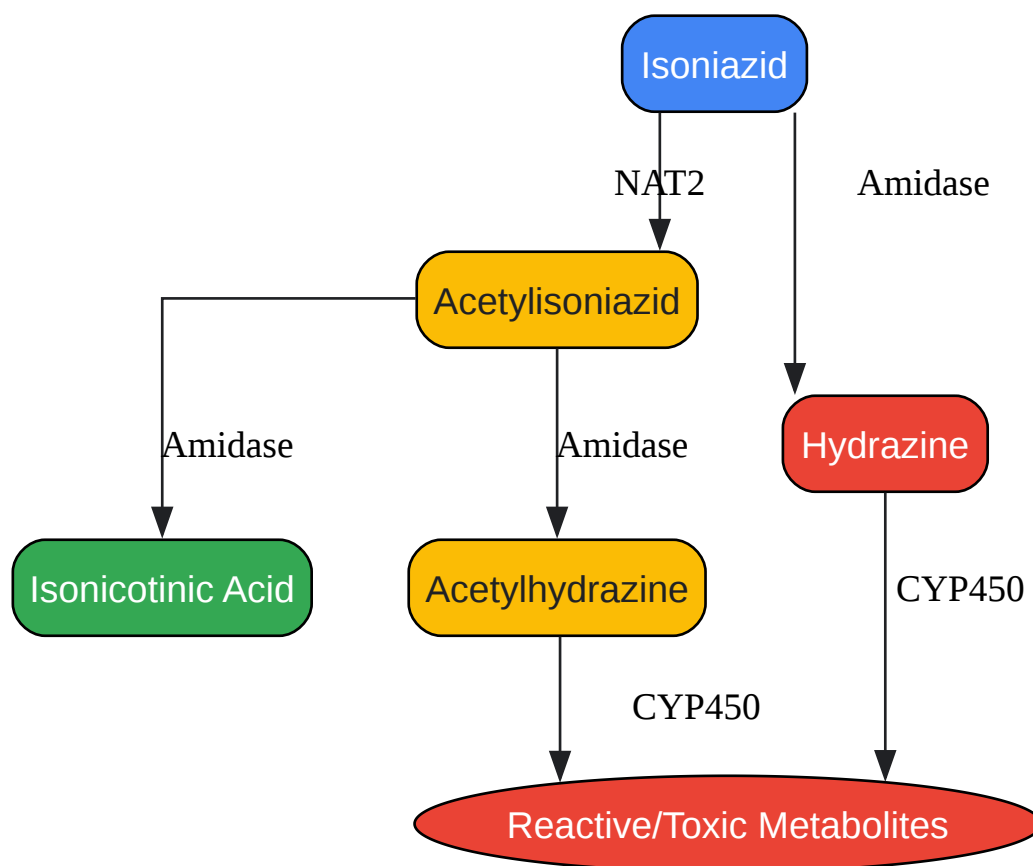 Isoniazid
NAT2
Amidase
Acetylisoniazid
Amidase
Amidase
Hydrazine
Isonicotinic Acid
Acetylhydrazine
CYP450
CYP450
Reactive/Toxic Metabolites